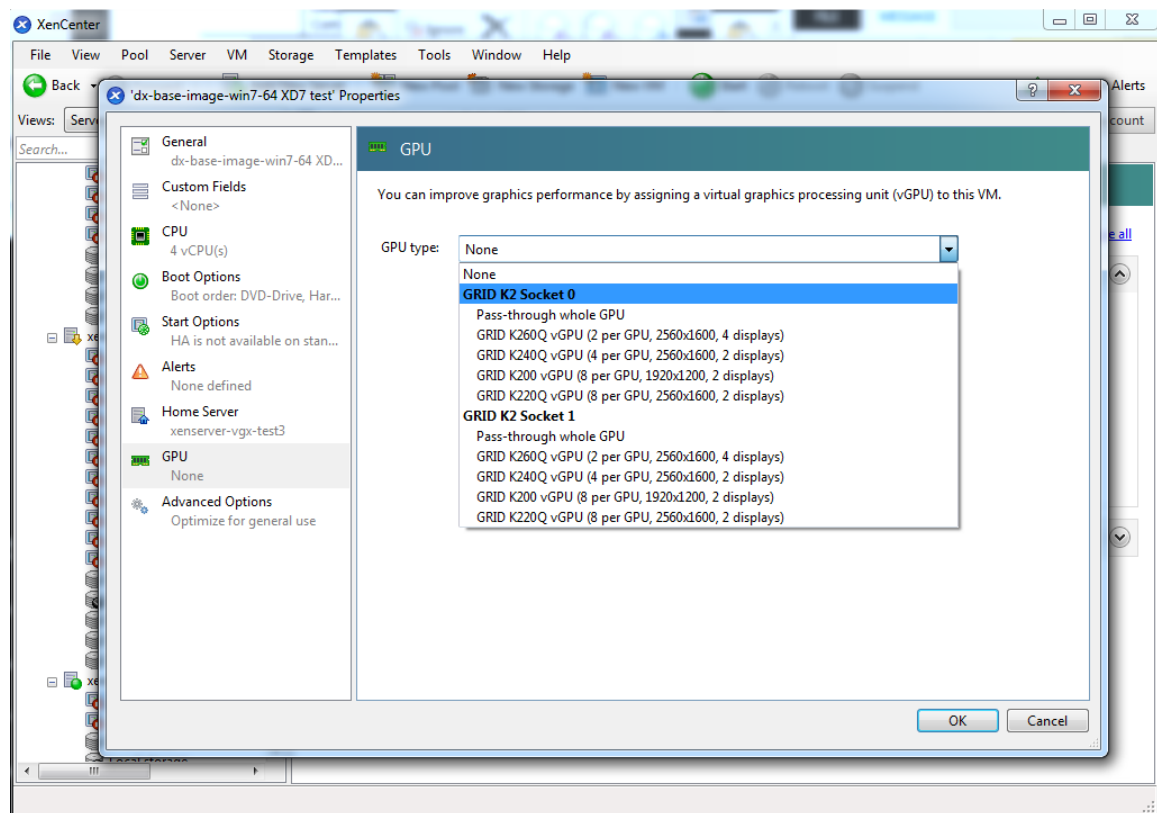 XenCenter
File View Pool Server VM Storage Templates Tools Window Help
Back
Alerts
'dx-base-image-win7-64 XD7 test' Properties
Views:
Search...
General
dx-base-image-win7-64 XD...
Custom Fields
<None>
CPU
4 vCPU(s)
Boot Options
Boot order: DVD-Drive, Har...
Start Options
HA is not available on stan...
Alerts
None defined
Home Server
xenserver-vgx-test3
GPU
None
Advanced Options
Optimize for general use
GPU
You can improve graphics performance by assigning a virtual graphics processing unit (vGPU) to this VM.
GPU type: None
None
GRID K2 Socket 0
Pass-through whole GPU
GRID K260Q vGPU (2 per GPU, 2560x1600, 4 displays)
GRID K240Q vGPU (4 per GPU, 2560x1600, 2 displays)
GRID K200 vGPU (8 per GPU, 1920x1200, 2 displays)
GRID K220Q vGPU (8 per GPU, 2560x1600, 2 displays)
GRID K2 Socket 1
Pass-through whole GPU
GRID K260Q vGPU (2 per GPU, 2560x1600, 4 displays)
GRID K240Q vGPU (4 per GPU, 2560x1600, 2 displays)
GRID K200 vGPU (8 per GPU, 1920x1200, 2 displays)
GRID K220Q vGPU (8 per GPU, 2560x1600, 2 displays)
OK Cancel